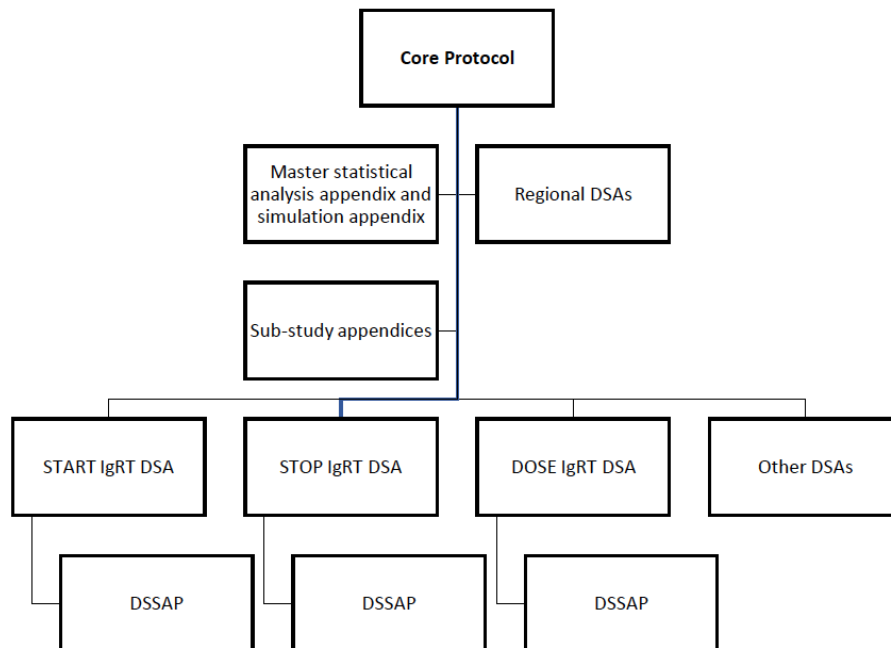 Core Protocol
Master statistical
analysis appendix and
simulation appendix
Regional DSAs
Sub-study appendices
START IgRT DSA
STOP IgRT DSA
DOSE IgRT DSA
Other DSAs
DSSAP
DSSAP
DSSAP